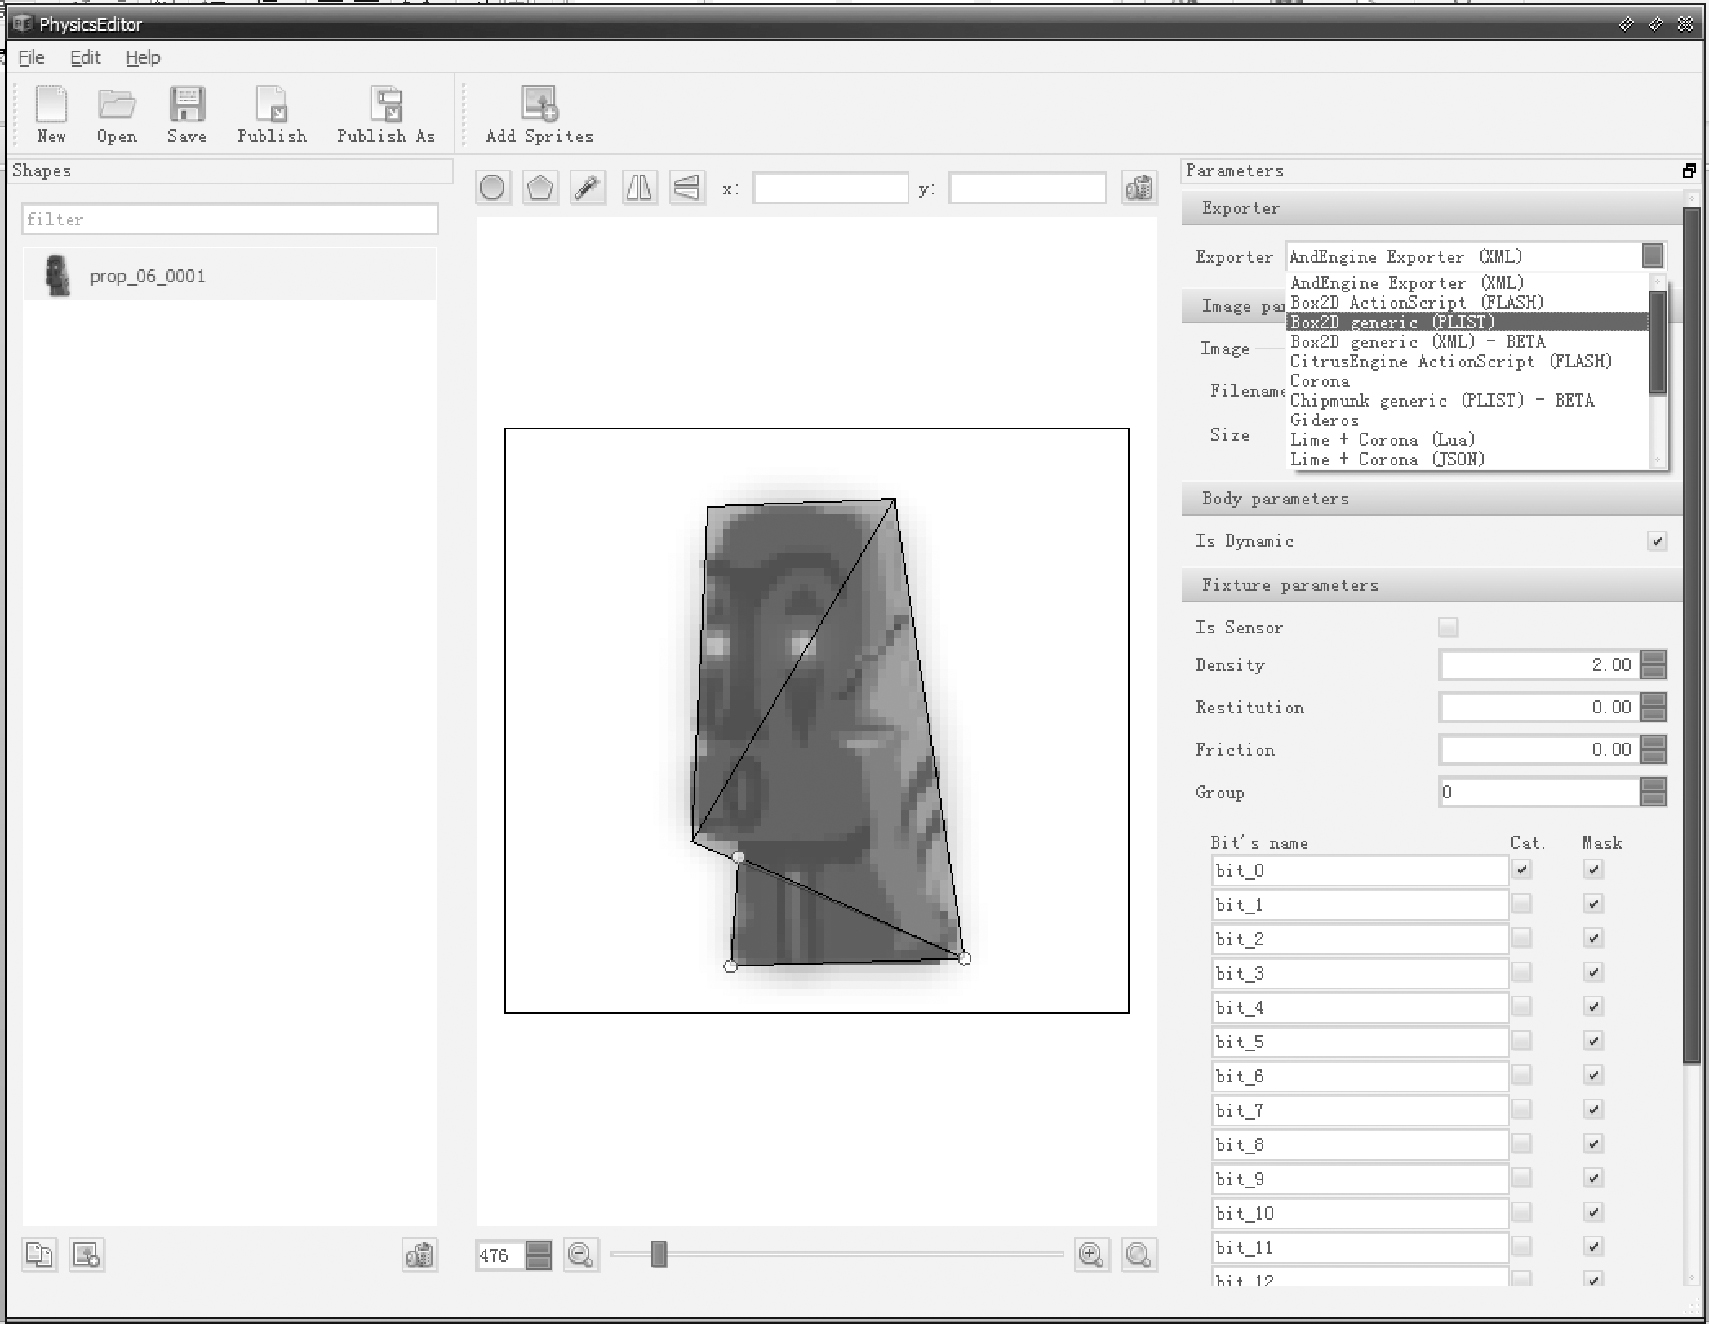 PhysicsEditor
File Edit Help
New Open Save Publish Publish As Add Sprites
Shapes
filter
prop_06_0001
x: y:
476
Parameters
Exporter
Exporter AndEngine Exporter (XML)
AndEngine Exporter (XML)
Box2D ActionScript (FLASH)
Box2D generic (PLIST)
Box2D generic (XML) - BETA
CitrusEngine ActionScript (FLASH)
Corona
Chipmunk generic (PLIST) - BETA
Gideros
Lime + Corona (Lua)
Lime + Corona (JSON)
Image par
Image
Filename
Size
Body parameters
Is Dynamic
Fixture parameters
Is Sensor
Density 2.00
Restitution 0.00
Friction 0.00
Group 0
Bit's name Cat. Mask
bit_0
bit_1
bit_2
bit_3
bit_4
bit_5
bit_6
bit_7
bit_8
bit_9
bit_10
bit_11
bit_12